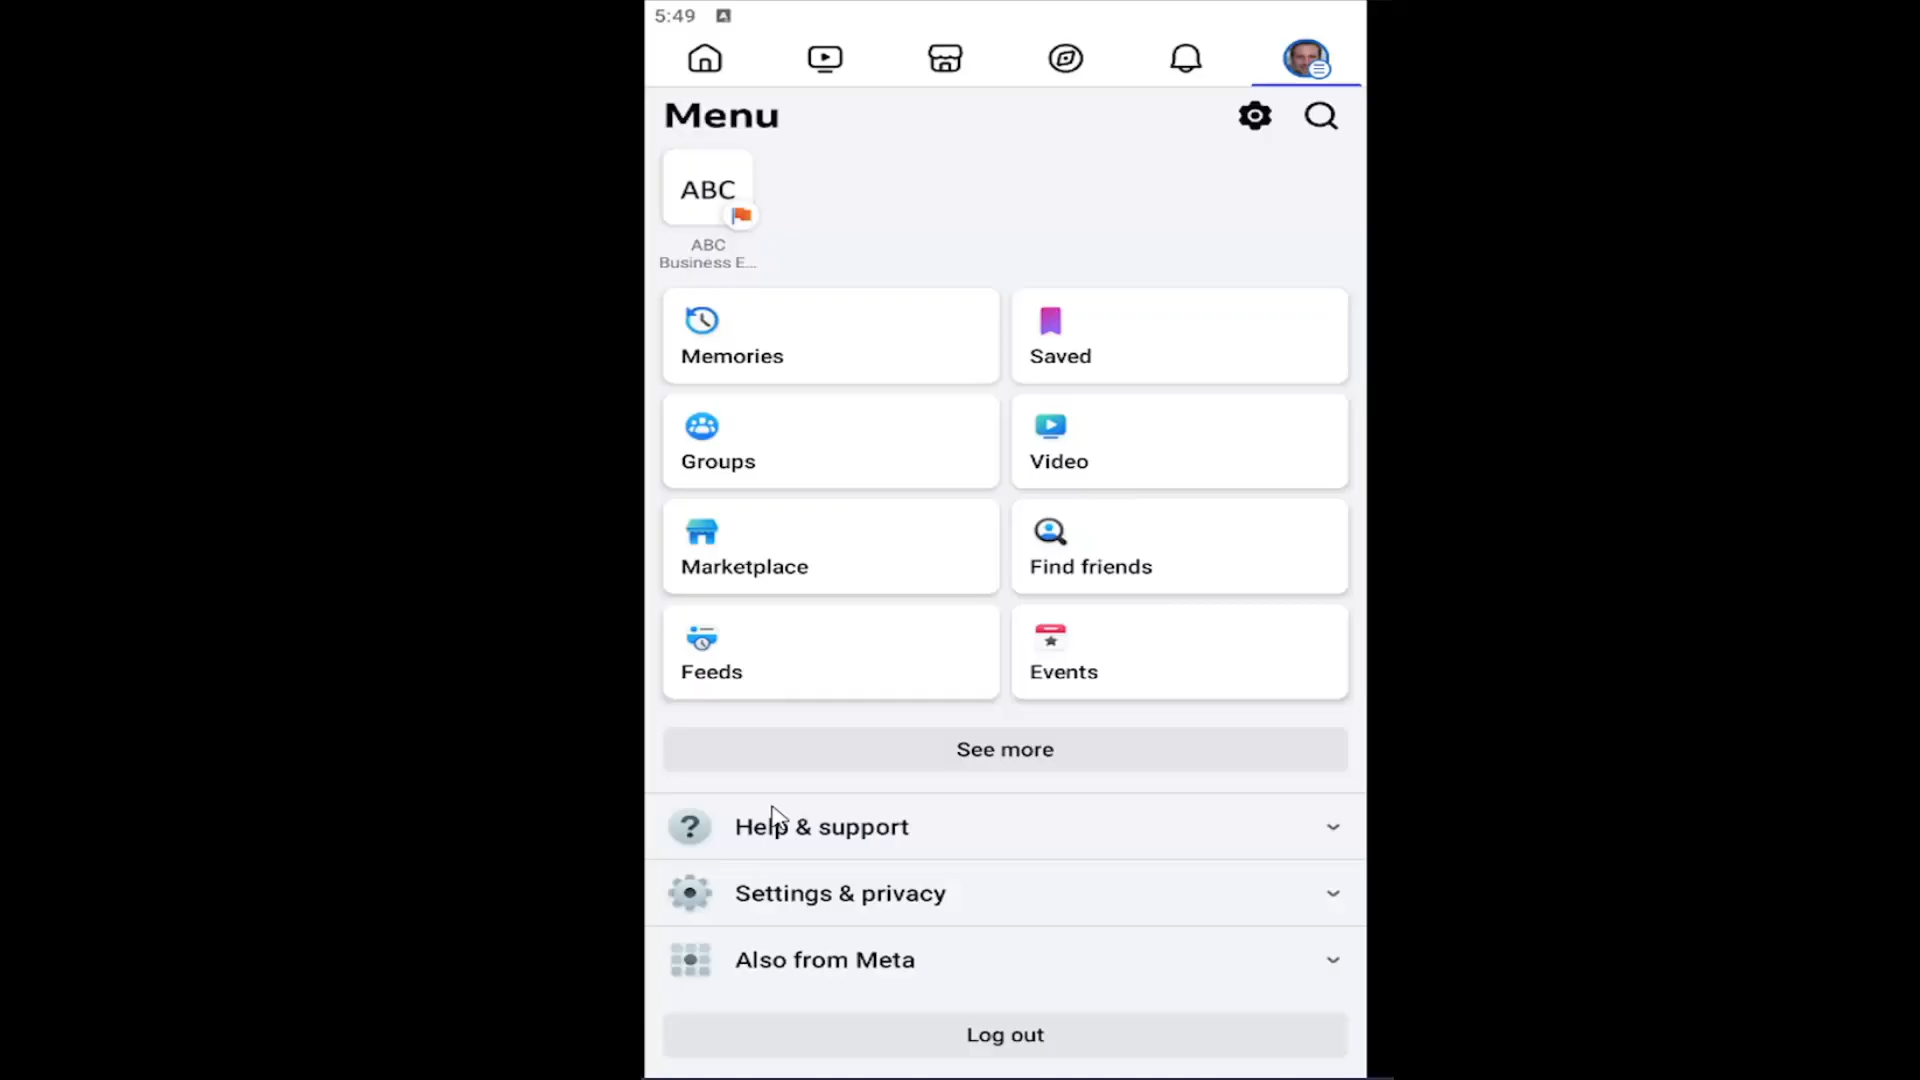 5:49
Menu
ABC
ABC
Business E...
Memories
Saved
Groups
Video
Marketplace
Find friends
Feeds
Events
See more
Help & support
Settings & privacy
Also from Meta
Log out